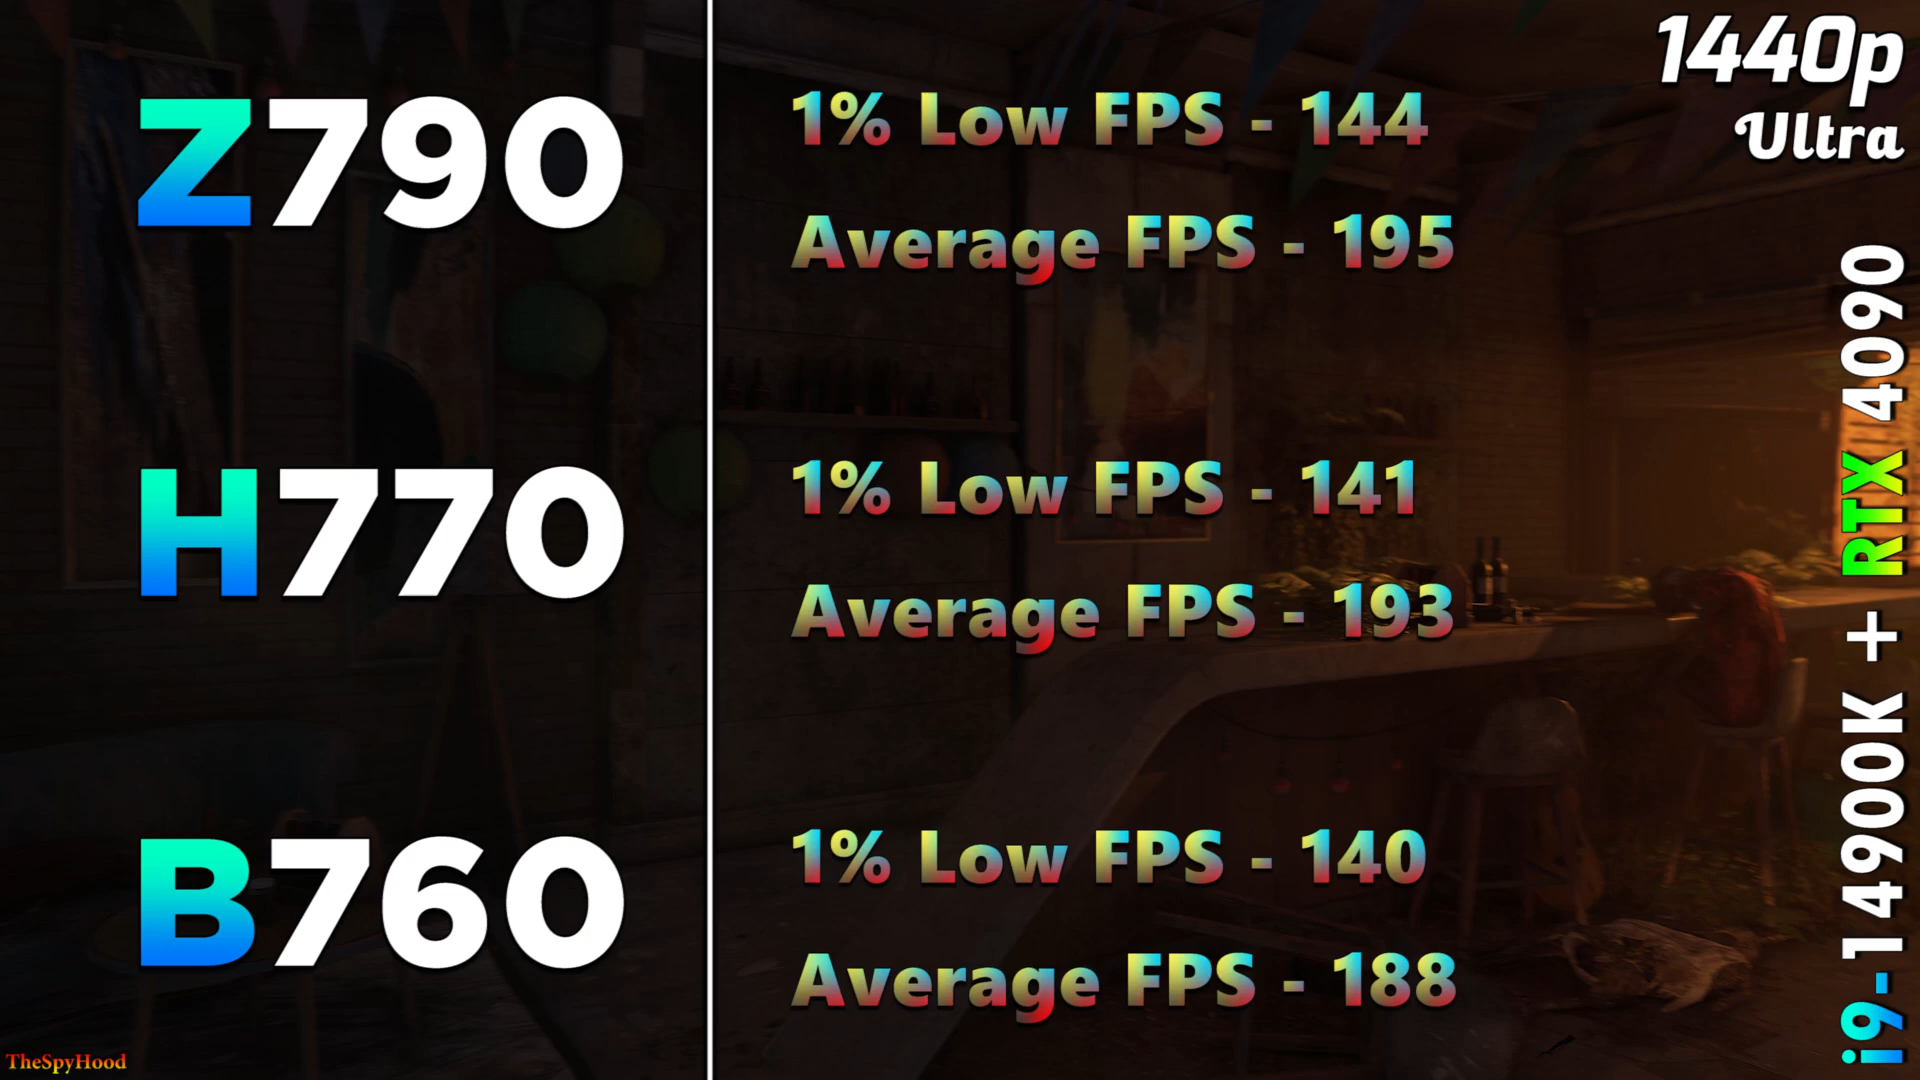 1440p
Ultra
Z790
1% Low FPS - 144
Average FPS - 195
H770
1% Low FPS - 141
Average FPS - 193
B760
1% Low FPS - 140
Average FPS - 188
i9-14900K + RTX 4090
TheSpyHood